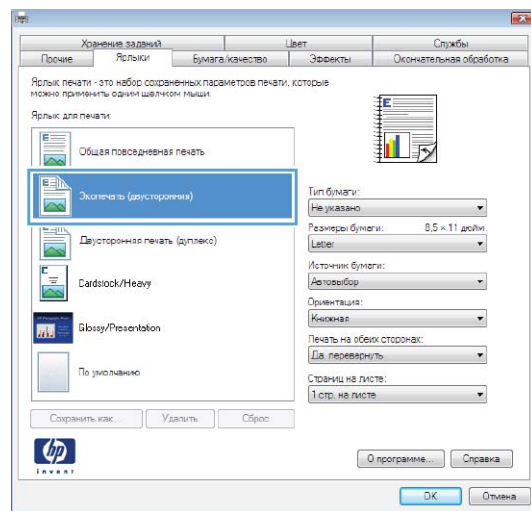 Хранение заданий Цвет Службы
Прочие Ярлыки Бумага/качество Эффекты Окончательная обработка
Ярлык печати - это набор сохраненных параметров печати, которые
можно применить одним щелчком мыши.
Ярлык для печати:
Общая повседневная печать
Экопечать (двусторонняя)
Двусторонняя печать (дуплекс)
Cardstock/Heavy
Glossy/Presentation
По умолчанию
Сохранить как... Удалить Сброс
E
Тип бумаги:
Не указано
Размеры бумаги: 8,5 × 11 дюйм.
Letter
Источник бумаги:
Автовыбор
Ориентация:
Книжная
Печать на обеих сторонах:
Да, перевернуть
Страниц на листе:
1 стр. на листе
hp
invent
О программе... Справка
OK Отмена